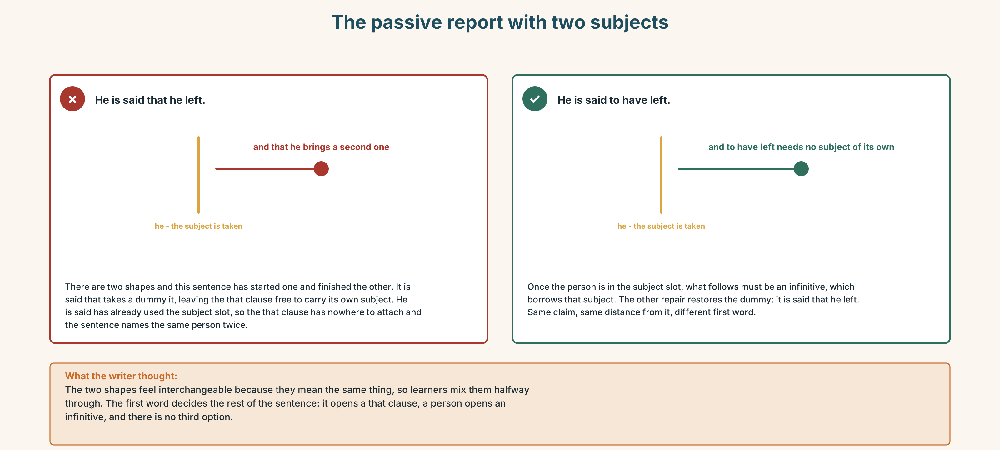 The passive report with two subjects
He is said that he left.
and that he brings a second one
he - the subject is taken
There are two shapes and this sentence has started one and finished the other. It is
said that takes a dummy it, leaving the that clause free to carry its own subject. He
is said has already used the subject slot, so the that clause has nowhere to attach and
the sentence names the same person twice.
He is said to have left.
and to have left needs no subject of its own
he - the subject is taken
Once the person is in the subject slot, what follows must be an infinitive, which
borrows that subject. The other repair restores the dummy: it is said that he left.
Same claim, same distance from it, different first word.
What the writer thought:
The two shapes feel interchangeable because they mean the same thing, so learners mix them halfway
through. The first word decides the rest of the sentence: it opens a that clause, a person opens an
infinitive, and there is no third option.